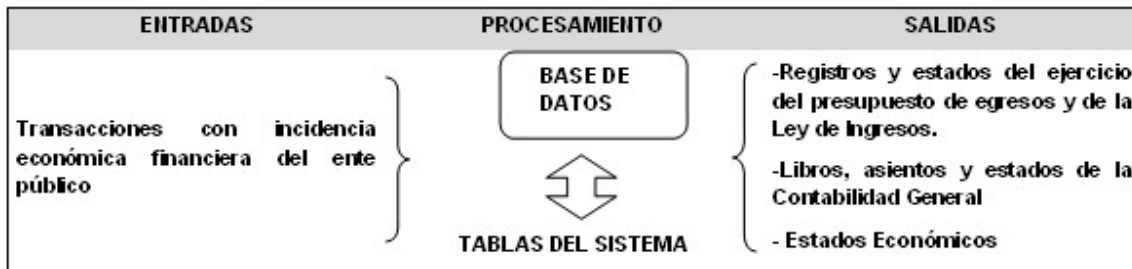 ENTRADAS
PROCESAMIENTO
SALIDAS
Transacciones con incidencia
económica financiera del ente
público
BASE DE
DATOS
TABLAS DEL SISTEMA
-Registros y estados del ejercicio
del presupuesto de egresos y de la
Ley de Ingresos.
-Libros, asientos y estados de la
Contabilidad General
- Estados Económicos